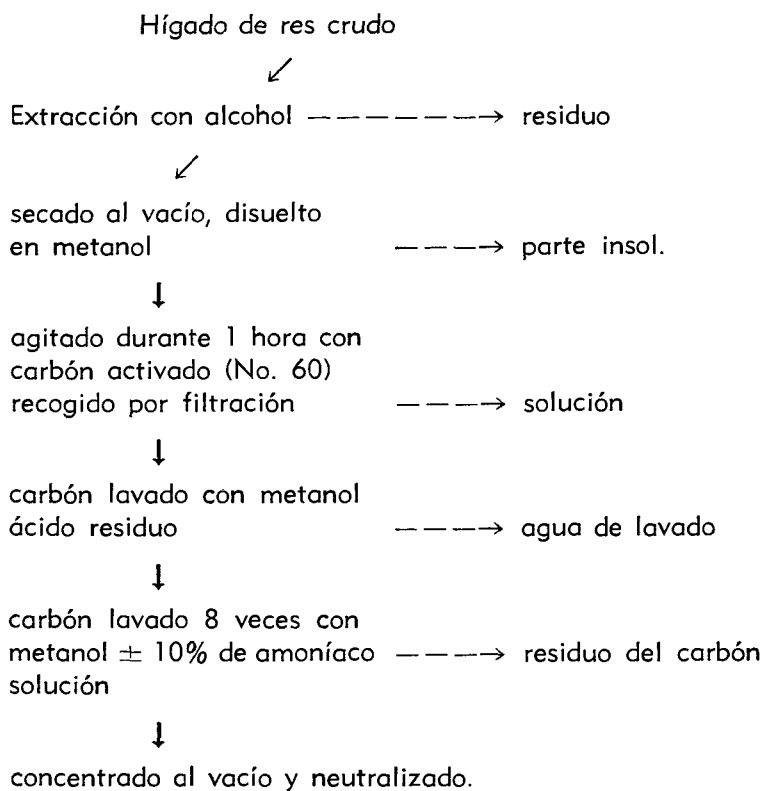 Hígado de res crudo
↙
Extracción con alcohol – – – – – – –→ residuo
↙
secado al vacío, disuelto
en metanol – – – –→ parte insol.
↓
agitado durante 1 hora con
carbón activado (No. 60)
recogido por filtración – – – –→ solución
↓
carbón lavado con metanol
ácido residuo – – – –→ agua de lavado
↓
carbón lavado 8 veces con
metanol ± 10% de amoníaco – – – –→ residuo del carbón
solución
↓
concentrado al vacío y neutralizado.